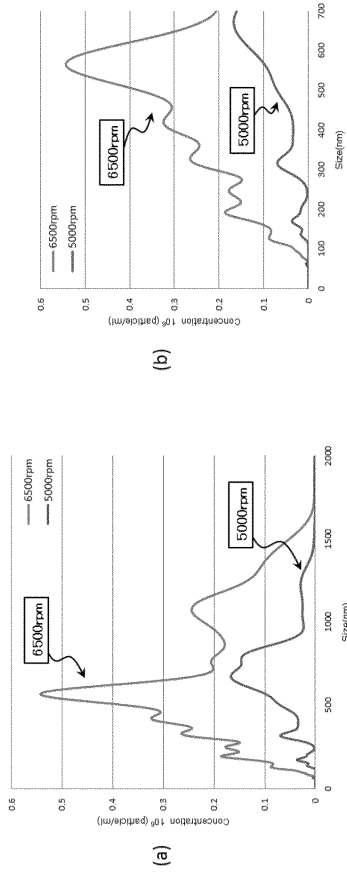 (a)
Concentration 10⁶ (particle/ml)
0.6
0.5
0.4
0.3
0.2
0.1
0
0
500
1000
1500
2000
Size(nm)
6500rpm
5000rpm
6500rpm
5000rpm
(b)
Concentration 10⁶ (particle/ml)
0.6
0.5
0.4
0.3
0.2
0.1
0
0
100
200
300
400
500
600
700
Size(nm)
6500rpm
5000rpm
6500rpm
5000rpm